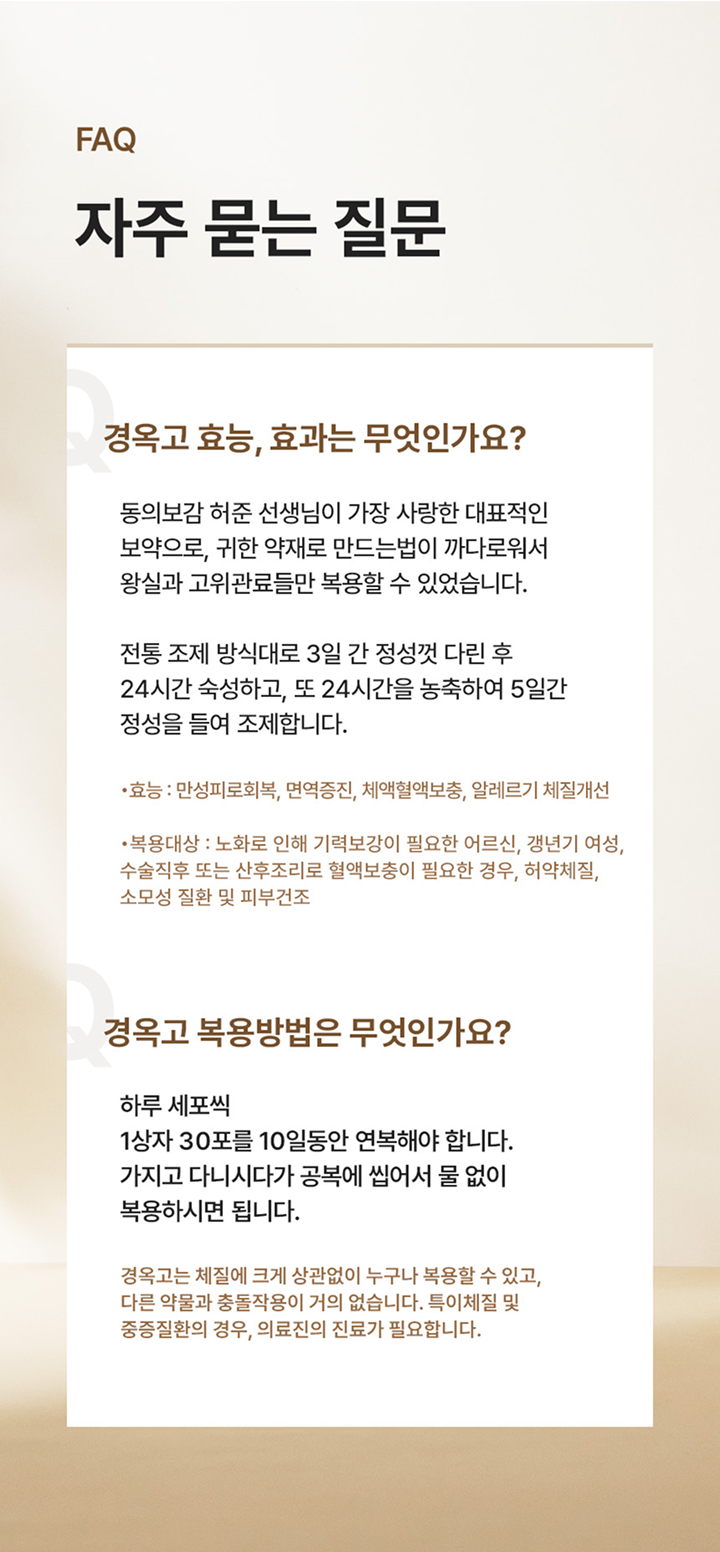 FAQ
자주 묻는 질문
Q
경옥고 효능, 효과는 무엇인가요?
동의보감 허준 선생님이 가장 사랑한 대표적인
보약으로, 귀한 약재로 만드는법이 까다로워서
왕실과 고위관료들만 복용할 수 있었습니다.
전통 조제 방식대로 3일 간 정성껏 다린 후
24시간 숙성하고, 또 24시간을 농축하여 5일간
정성을 들여 조제합니다.
•효능 : 만성피로회복, 면역증진, 체액혈액보충, 알레르기 체질개선
•복용대상 : 노화로 인해 기력보강이 필요한 어르신, 갱년기 여성,
수술직후 또는 산후조리로 혈액보충이 필요한 경우, 허약체질,
소모성 질환 및 피부건조
Q
경옥고 복용방법은 무엇인가요?
하루 세포씩
1상자 30포를 10일동안 연복해야 합니다.
가지고 다니시다가 공복에 씹어서 물 없이
복용하시면 됩니다.
경옥고는 체질에 크게 상관없이 누구나 복용할 수 있고,
다른 약물과 충돌작용이 거의 없습니다. 특이체질 및
중증질환의 경우, 의료진의 진료가 필요합니다.